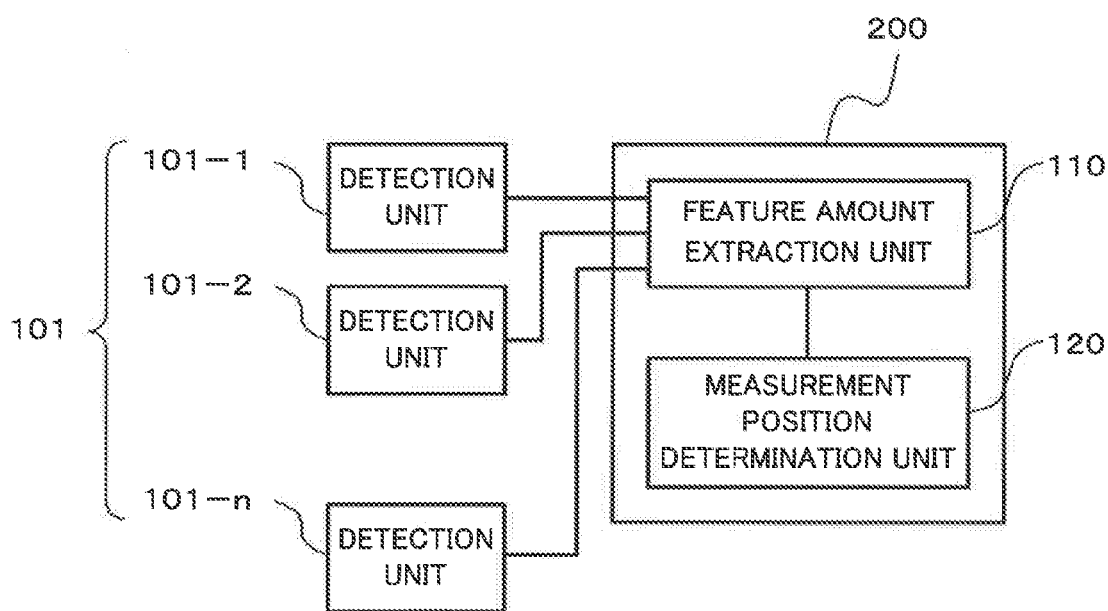 200
101-1
DETECTION
UNIT
FEATURE AMOUNT
EXTRACTION UNIT
110
101-2
DETECTION
UNIT
101
MEASUREMENT
POSITION
DETERMINATION UNIT
120
101-n
DETECTION
UNIT